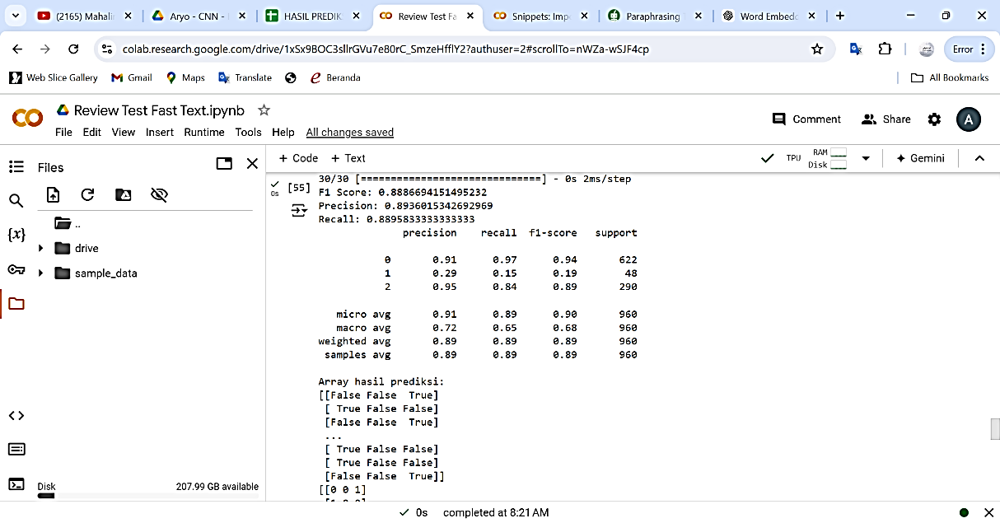 (2165) Mahali
Aryo - CNN -
HASIL PREDIK
Review Test Fa
Snippets: Imp
Paraphrasing
Word Embedd
colab.research.google.com/drive/1xSx9BOC3sllrGVu7e80rC_SmzeHfflY2?authuser=2#scrollTo=nWZa-wSJF4cp
Error
Web Slice Gallery
Gmail
Maps
Translate
Beranda
All Bookmarks
Review Test Fast Text.ipynb
Comment
Share
A
File Edit View Insert Runtime Tools Help All changes saved
Files
+ Code + Text
TPU
RAM
Disk
Gemini
..
drive
sample_data
{x}
0s
[55]
30/30 [==============================] - 0s 2ms/step
F1 Score: 0.8886694151495232
Precision: 0.8936015342692969
Recall: 0.8895833333333333
precision recall f1-score support
0 0.91 0.97 0.94 622
1 0.29 0.15 0.19 48
2 0.95 0.84 0.89 290
micro avg 0.91 0.89 0.90 960
macro avg 0.72 0.65 0.68 960
weighted avg 0.89 0.89 0.89 960
samples avg 0.89 0.89 0.89 960
Array hasil prediksi:
[[False False True]
[ True False False]
[False False True]
...
[ True False False]
[ True False False]
[False False True]]
[[0 0 1]
Disk
207.99 GB available
0s completed at 8:21 AM